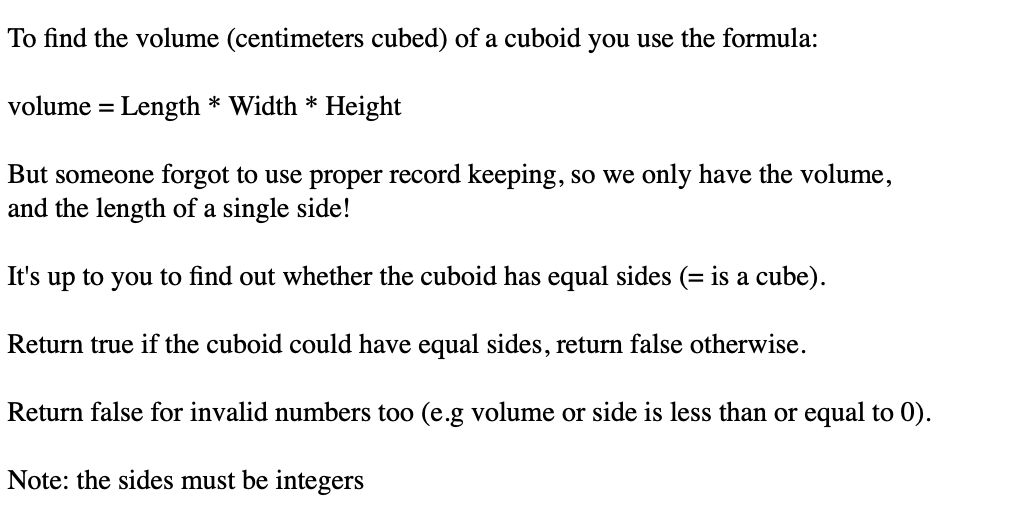 To find the volume (centimeters cubed) of a cuboid you use the formula:
volume = Length * Width * Height
But someone forgot to use proper record keeping, so we only have the volume,
and the length of a single side!
It's up to you to find out whether the cuboid has equal sides (= is a cube).
Return true if the cuboid could have equal sides, return false otherwise.
Return false for invalid numbers too (e.g volume or side is less than or equal to 0).
Note: the sides must be integers